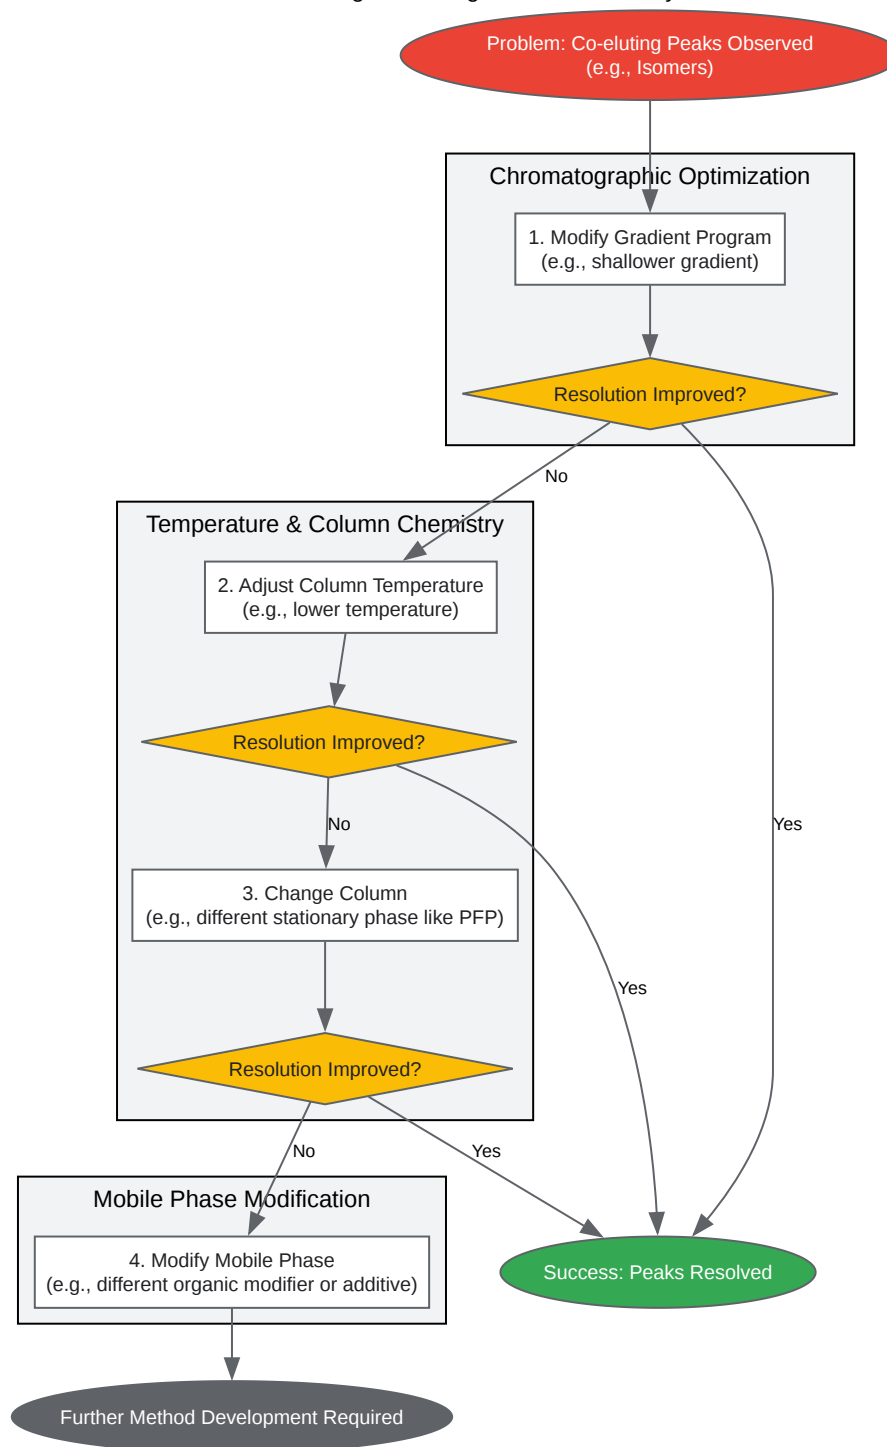 Problem: Co-eluting Peaks Observed
(e.g., Isomers)
Chromatographic Optimization
1. Modify Gradient Program
(e.g., shallower gradient)
Resolution Improved?
No
Temperature & Column Chemistry
2. Adjust Column Temperature
(e.g., lower temperature)
Resolution Improved?
No
Yes
3. Change Column
(e.g., different stationary phase like PFP)
Yes
Resolution Improved?
No
Yes
Mobile Phase Modification
4. Modify Mobile Phase
(e.g., different organic modifier or additive)
Success: Peaks Resolved
Further Method Development Required